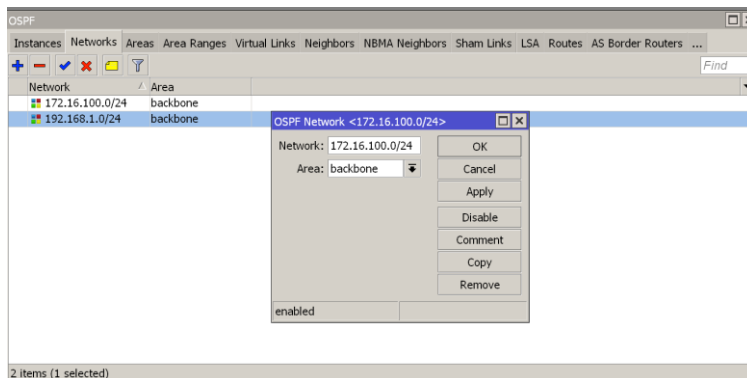 OSPF
Instances Networks Areas Area Ranges Virtual Links Neighbors NBMA Neighbors Sham Links LSA Routes AS Border Routers ...
Find
Network Area
172.16.100.0/24 backbone
192.168.1.0/24 backbone
OSPF Network <172.16.100.0/24>
Network: 172.16.100.0/24 OK
Area: backbone Cancel
Apply
Disable
Comment
Copy
Remove
enabled
2 items (1 selected)